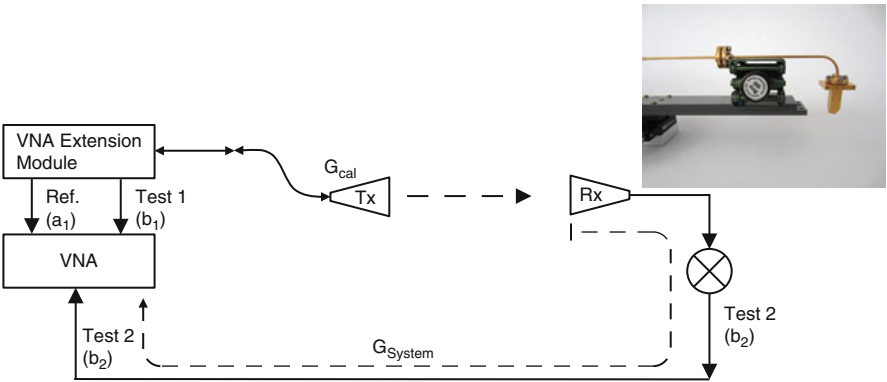 VNA Extension
Module
Ref.
(a1)
Test 1
(b1)
VNA
Gcal
Tx
Rx
Test 2
(b2)
Test 2
(b2)
GSystem